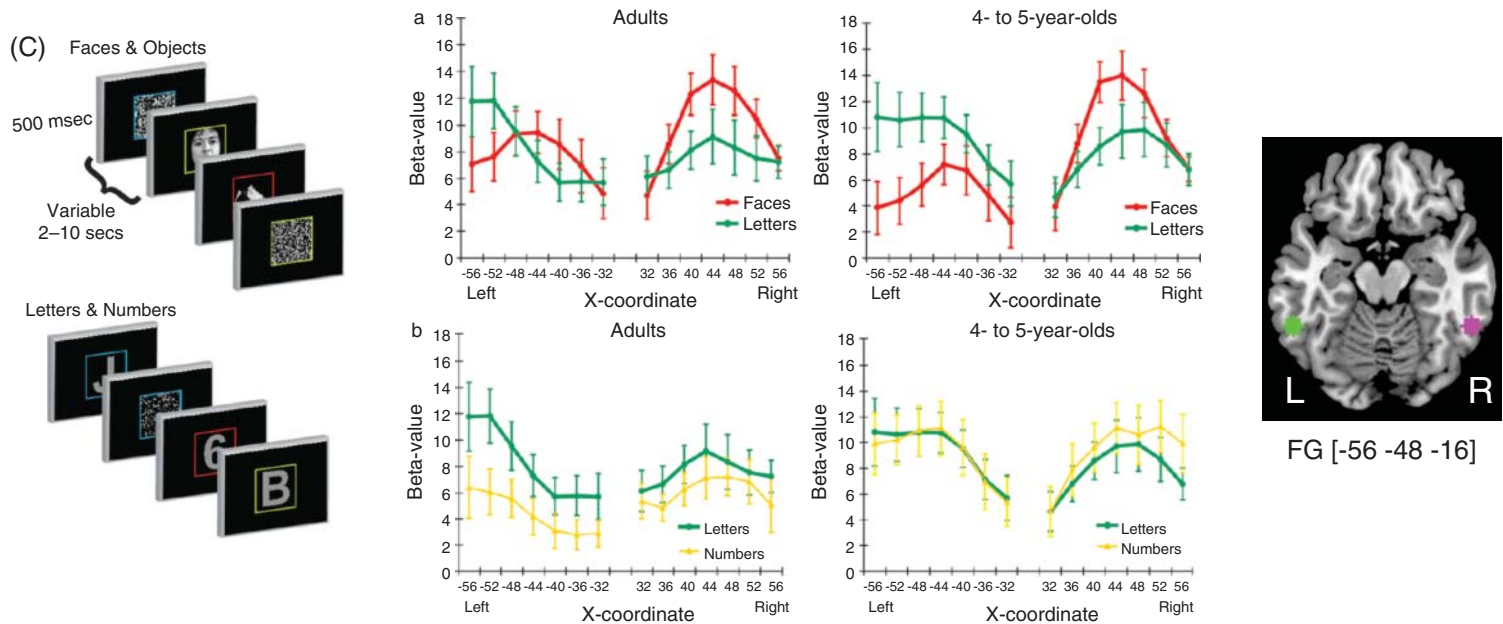 (C)
Faces & Objects
500 msec
Variable
2–10 secs
Letters & Numbers
J
6
B
a
Adults
18
16
14
12
10
8
6
4
2
0
Beta-value
Faces
Letters
-56 -52 -48 -44 -40 -36 -32 32 36 40 44 48 52 56
Left X-coordinate Right
4- to 5-year-olds
18
16
14
12
10
8
6
4
2
0
Beta-value
Faces
Letters
-56 -52 -48 -44 -40 -36 -32 32 36 40 44 48 52 56
Left X-coordinate Right
b
Adults
18
16
14
12
10
8
6
4
2
0
Beta-value
Letters
Numbers
-56 -52 -48 -44 -40 -36 -32 32 36 40 44 48 52 56
Left X-coordinate Right
4- to 5-year-olds
18
16
14
12
10
8
6
4
2
0
Beta-value
Letters
Numbers
-56 -52 -48 -44 -40 -36 -32 32 36 40 44 48 52 56
Left X-coordinate Right
L R
FG [-56 -48 -16]